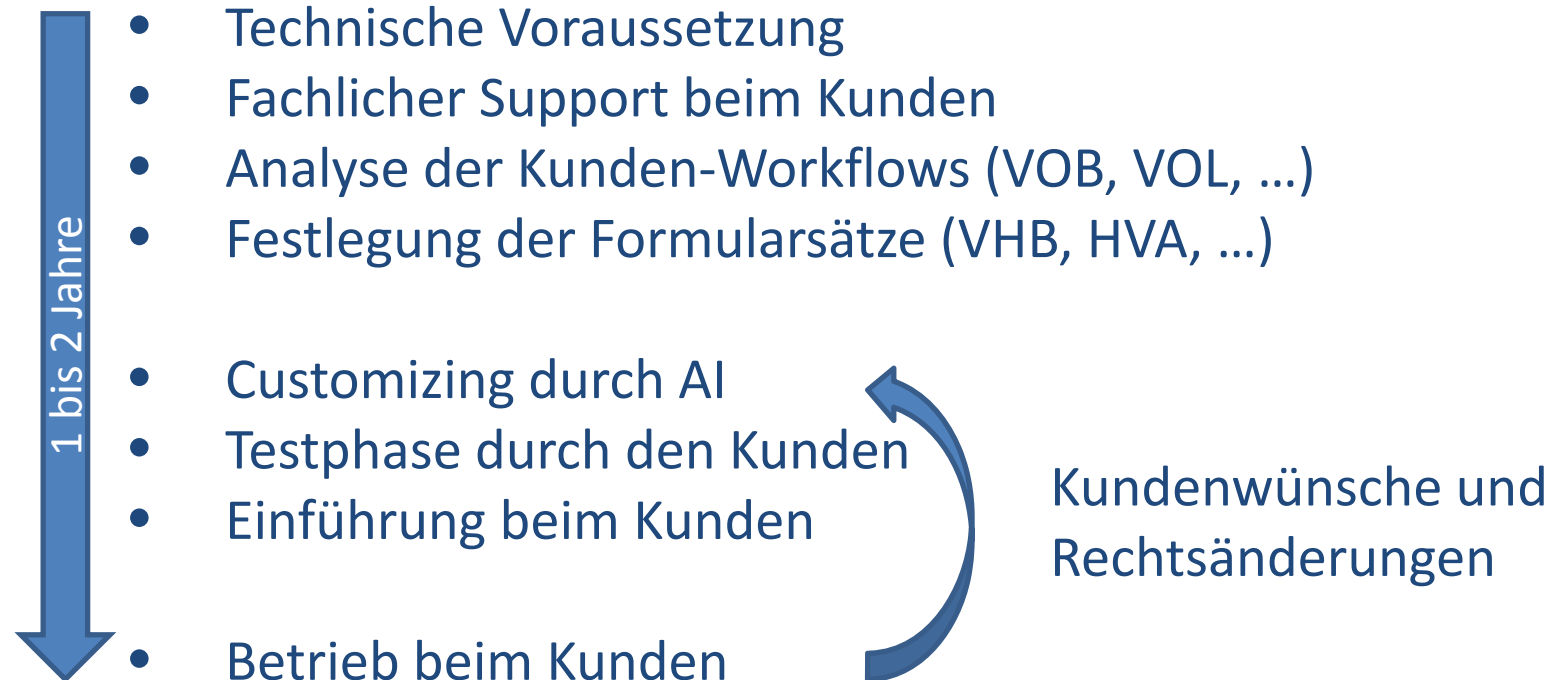 1 bis 2 Jahre
• Technische Voraussetzung
• Fachlicher Support beim Kunden
• Analyse der Kunden-Workflows (VOB, VOL, …)
• Festlegung der Formularsätze (VHB, HVA, …)
• Customizing durch AI
• Testphase durch den Kunden
• Einführung beim Kunden
• Betrieb beim Kunden
Kundenwünsche und
Rechtsänderungen